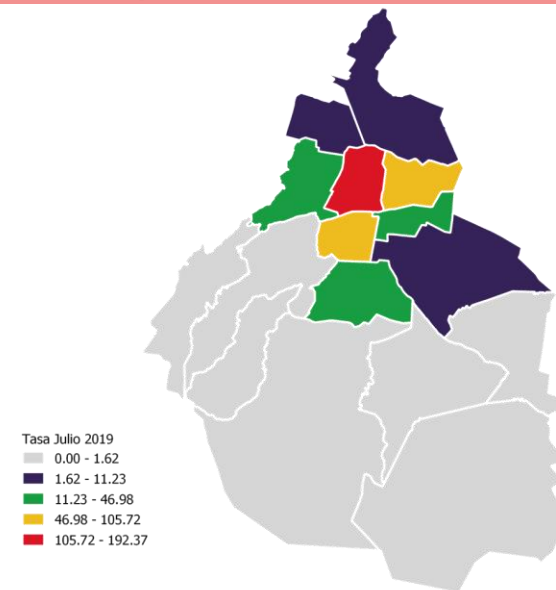 Tasa Julio 2019
0.00 - 1.62
1.62 - 11.23
11.23 - 46.98
46.98 - 105.72
105.72 - 192.37